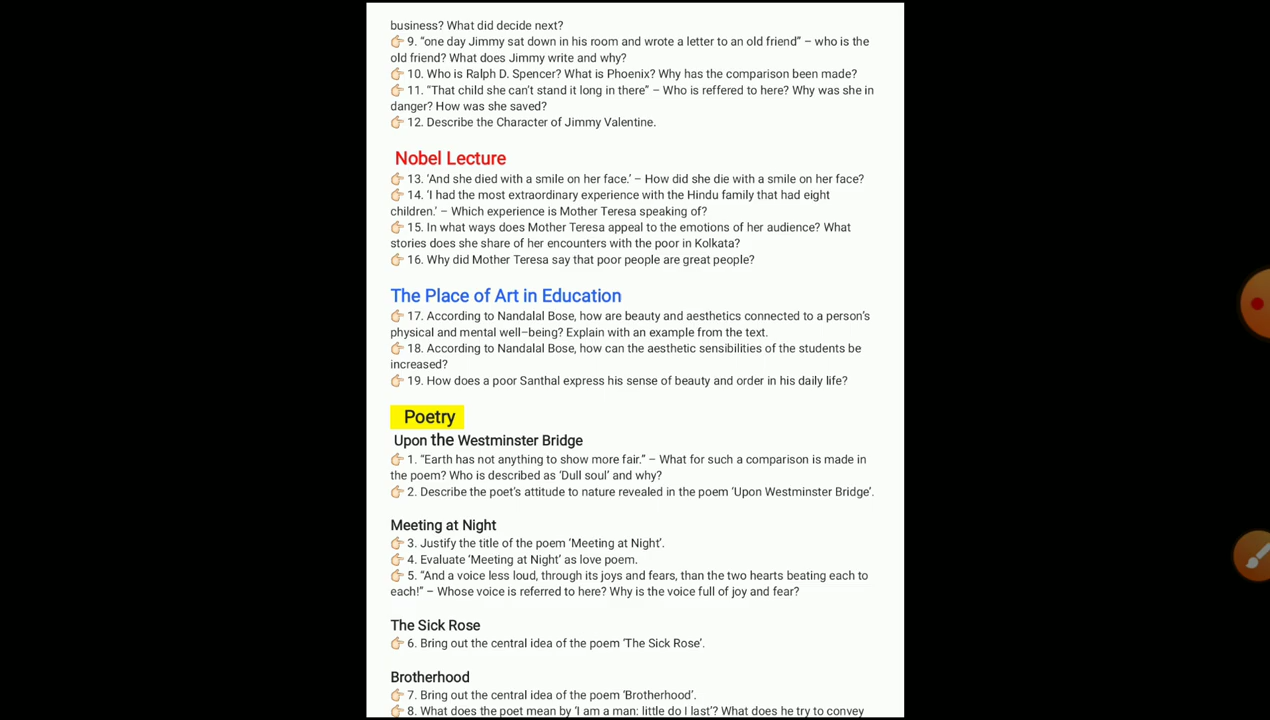 business? What did decide next?
👉🏻 9. “one day Jimmy sat down in his room and wrote a letter to an old friend” – who is the
old friend? What does Jimmy write and why?
👉🏻 10. Who is Ralph D. Spencer? What is Phoenix? Why has the comparison been made?
👉🏻 11. “That child she can’t stand it long in there” – Who is reffered to here? Why was she in
danger? How was she saved?
👉🏻 12. Describe the Character of Jimmy Valentine.
Nobel Lecture
👉🏻 13. ‘And she died with a smile on her face.’ – How did she die with a smile on her face?
👉🏻 14. ‘I had the most extraordinary experience with the Hindu family that had eight
children.’ – Which experience is Mother Teresa speaking of?
👉🏻 15. In what ways does Mother Teresa appeal to the emotions of her audience? What
stories does she share of her encounters with the poor in Kolkata?
👉🏻 16. Why did Mother Teresa say that poor people are great people?
The Place of Art in Education
👉🏻 17. According to Nandalal Bose, how are beauty and aesthetics connected to a person’s
physical and mental well–being? Explain with an example from the text.
👉🏻 18. According to Nandalal Bose, how can the aesthetic sensibilities of the students be
increased?
👉🏻 19. How does a poor Santhal express his sense of beauty and order in his daily life?
Poetry
Upon the Westminster Bridge
👉🏻 1. “Earth has not anything to show more fair.” – What for such a comparison is made in
the poem? Who is described as ‘Dull soul’ and why?
👉🏻 2. Describe the poet’s attitude to nature revealed in the poem ‘Upon Westminster Bridge’.
Meeting at Night
👉🏻 3. Justify the title of the poem ‘Meeting at Night’.
👉🏻 4. Evaluate ‘Meeting at Night’ as love poem.
👉🏻 5. “And a voice less loud, through its joys and fears, than the two hearts beating each to
each!” – Whose voice is referred to here? Why is the voice full of joy and fear?
The Sick Rose
👉🏻 6. Bring out the central idea of the poem ‘The Sick Rose’.
Brotherhood
👉🏻 7. Bring out the central idea of the poem ‘Brotherhood’.
👉🏻 8. What does the poet mean by ‘I am a man: little do I last’? What does he try to convey